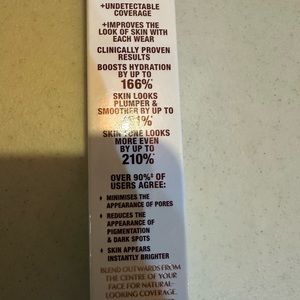 +UNDETECTABLE
COVERAGE
+IMPROVES THE
LOOK OF SKIN WITH
EACH WEAR
CLINICALLY PROVEN
RESULTS
BOOSTS HYDRATION
BY UP TO
166%*
SKIN LOOKS
PLUMPER &
SMOOTHER BY UP TO
SKIN TONE LOOKS
MORE EVEN
BY UP TO
210%*
OVER 90%‡ OF
USERS AGREE:
• MINIMISES THE
APPEARANCE OF PORES
• REDUCES THE
APPEARANCE OF
PIGMENTATION
& DARK SPOTS
• SKIN APPEARS
INSTANTLY BRIGHTER
BLEND OUTWARDS FROM
THE CENTRE OF YOUR
FACE FOR NATURAL-
LOOKING COVERAGE.